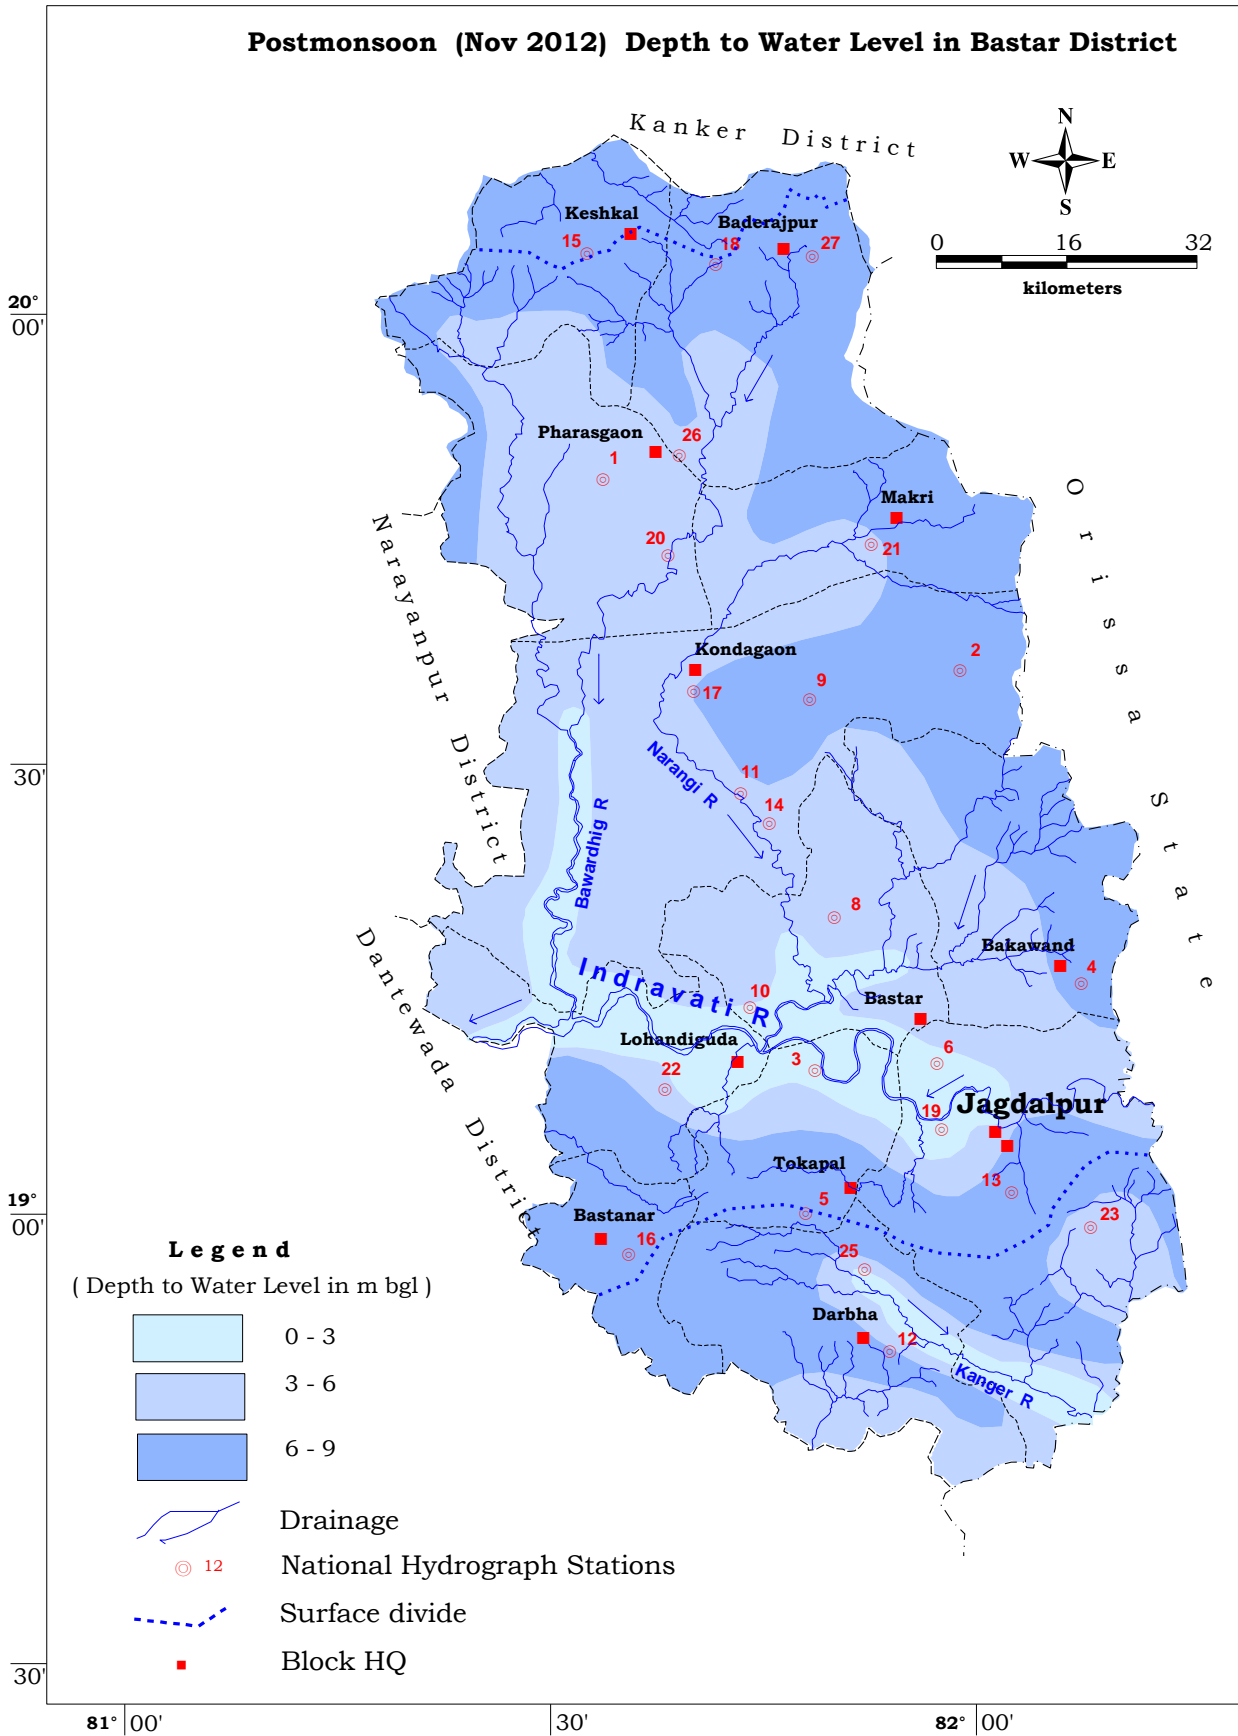 Postmonsoon (Nov 2012) Depth to Water Level in Bastar District
Kanker District
N
W E
S
Keshkal
Baderajpur
15
18
27
0 16 32
kilometers
20°
00'
Pharasgaon
26
1
Makri
20
21
Orissa State
Narayanpur District
Kondagaon
2
17
9
30'
Narangi R
11
14
Bawardhig R
8
Bakawand
4
Dantewada District
Indravati R
10
Bastar
Lohandiguda
3
6
22
19
Jagdalpur
Tokapal
13
19°
00'
5
23
Bastanar
16
25
Darbha
12
Kanger R
Legend
( Depth to Water Level in m bgl )
0 - 3
3 - 6
6 - 9
Drainage
12 National Hydrograph Stations
Surface divide
Block HQ
30'
81° 00' 30' 82° 00'